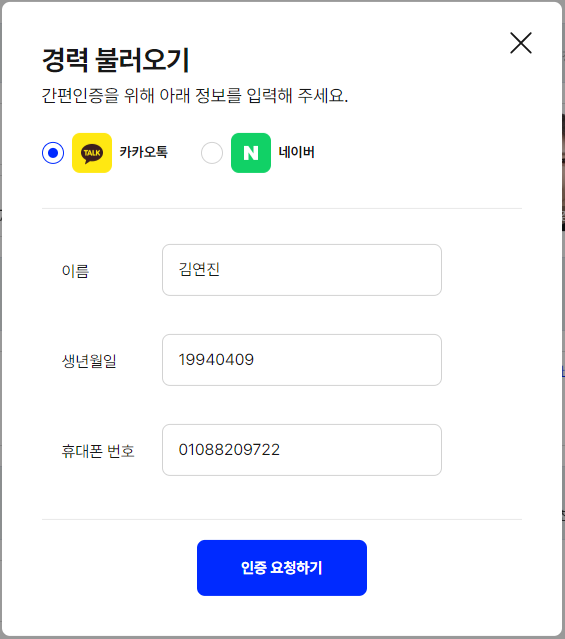 경력 불러오기
간편인증을 위해 아래 정보를 입력해 주세요.
TALK 카카오톡 N 네이버
이름 김연진
생년월일 19940409
휴대폰 번호 01088209722
인증 요청하기